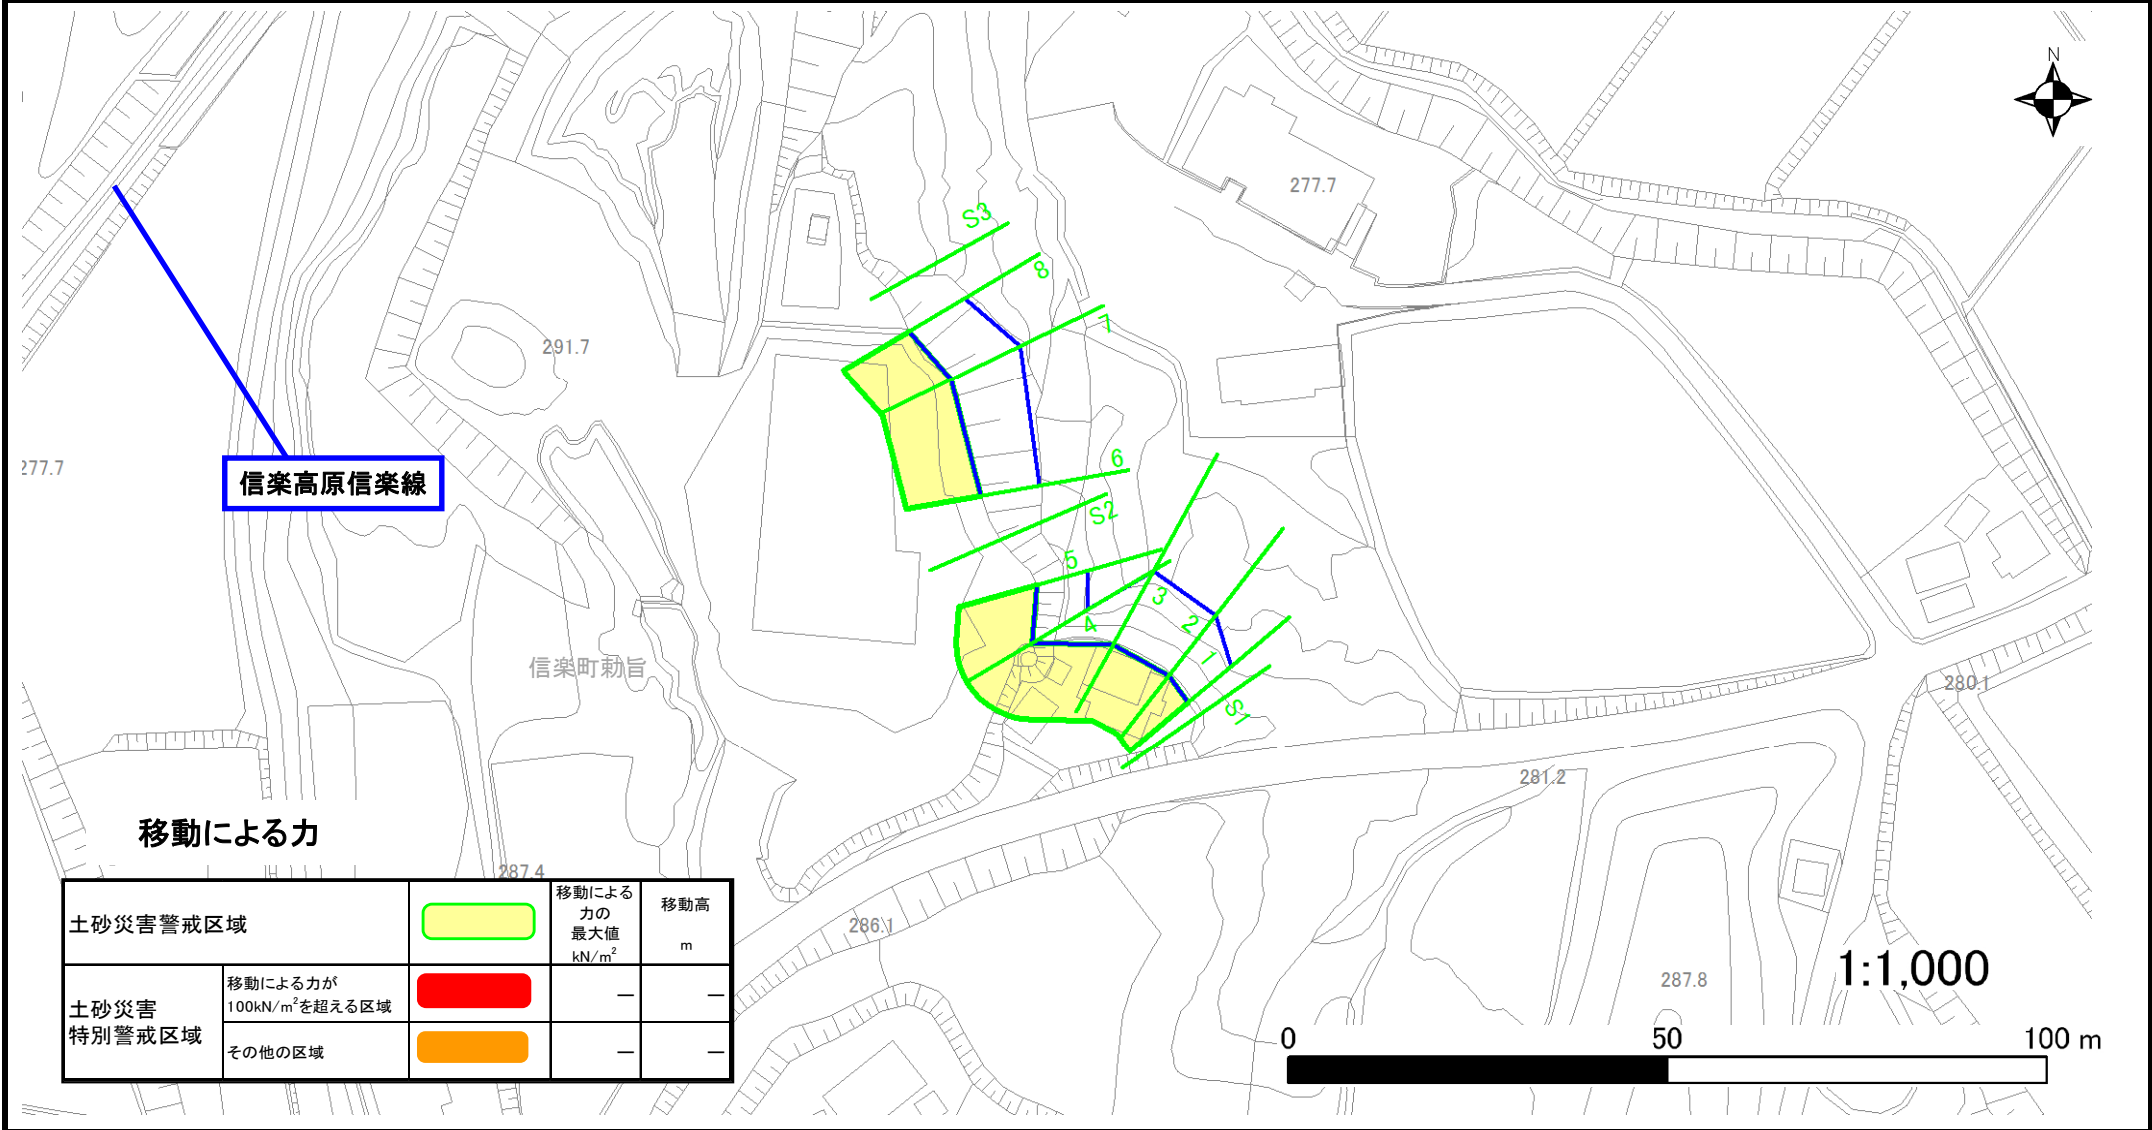 N
277.7
S3
8
7
291.7
6
277.7
信楽高原信楽線
S2
5
3
4
2
1
信楽町勅旨
280.1
S1
281.2
移動による力
287.4
土砂災害警戒区域
移動による
力の
最大値
kN/m²
移動高
m
286.1
287.8
1:1,000
土砂災害
特別警戒区域
移動による力が
100kN/m²を超える区域
—
—
その他の区域
—
—
0
50
100 m